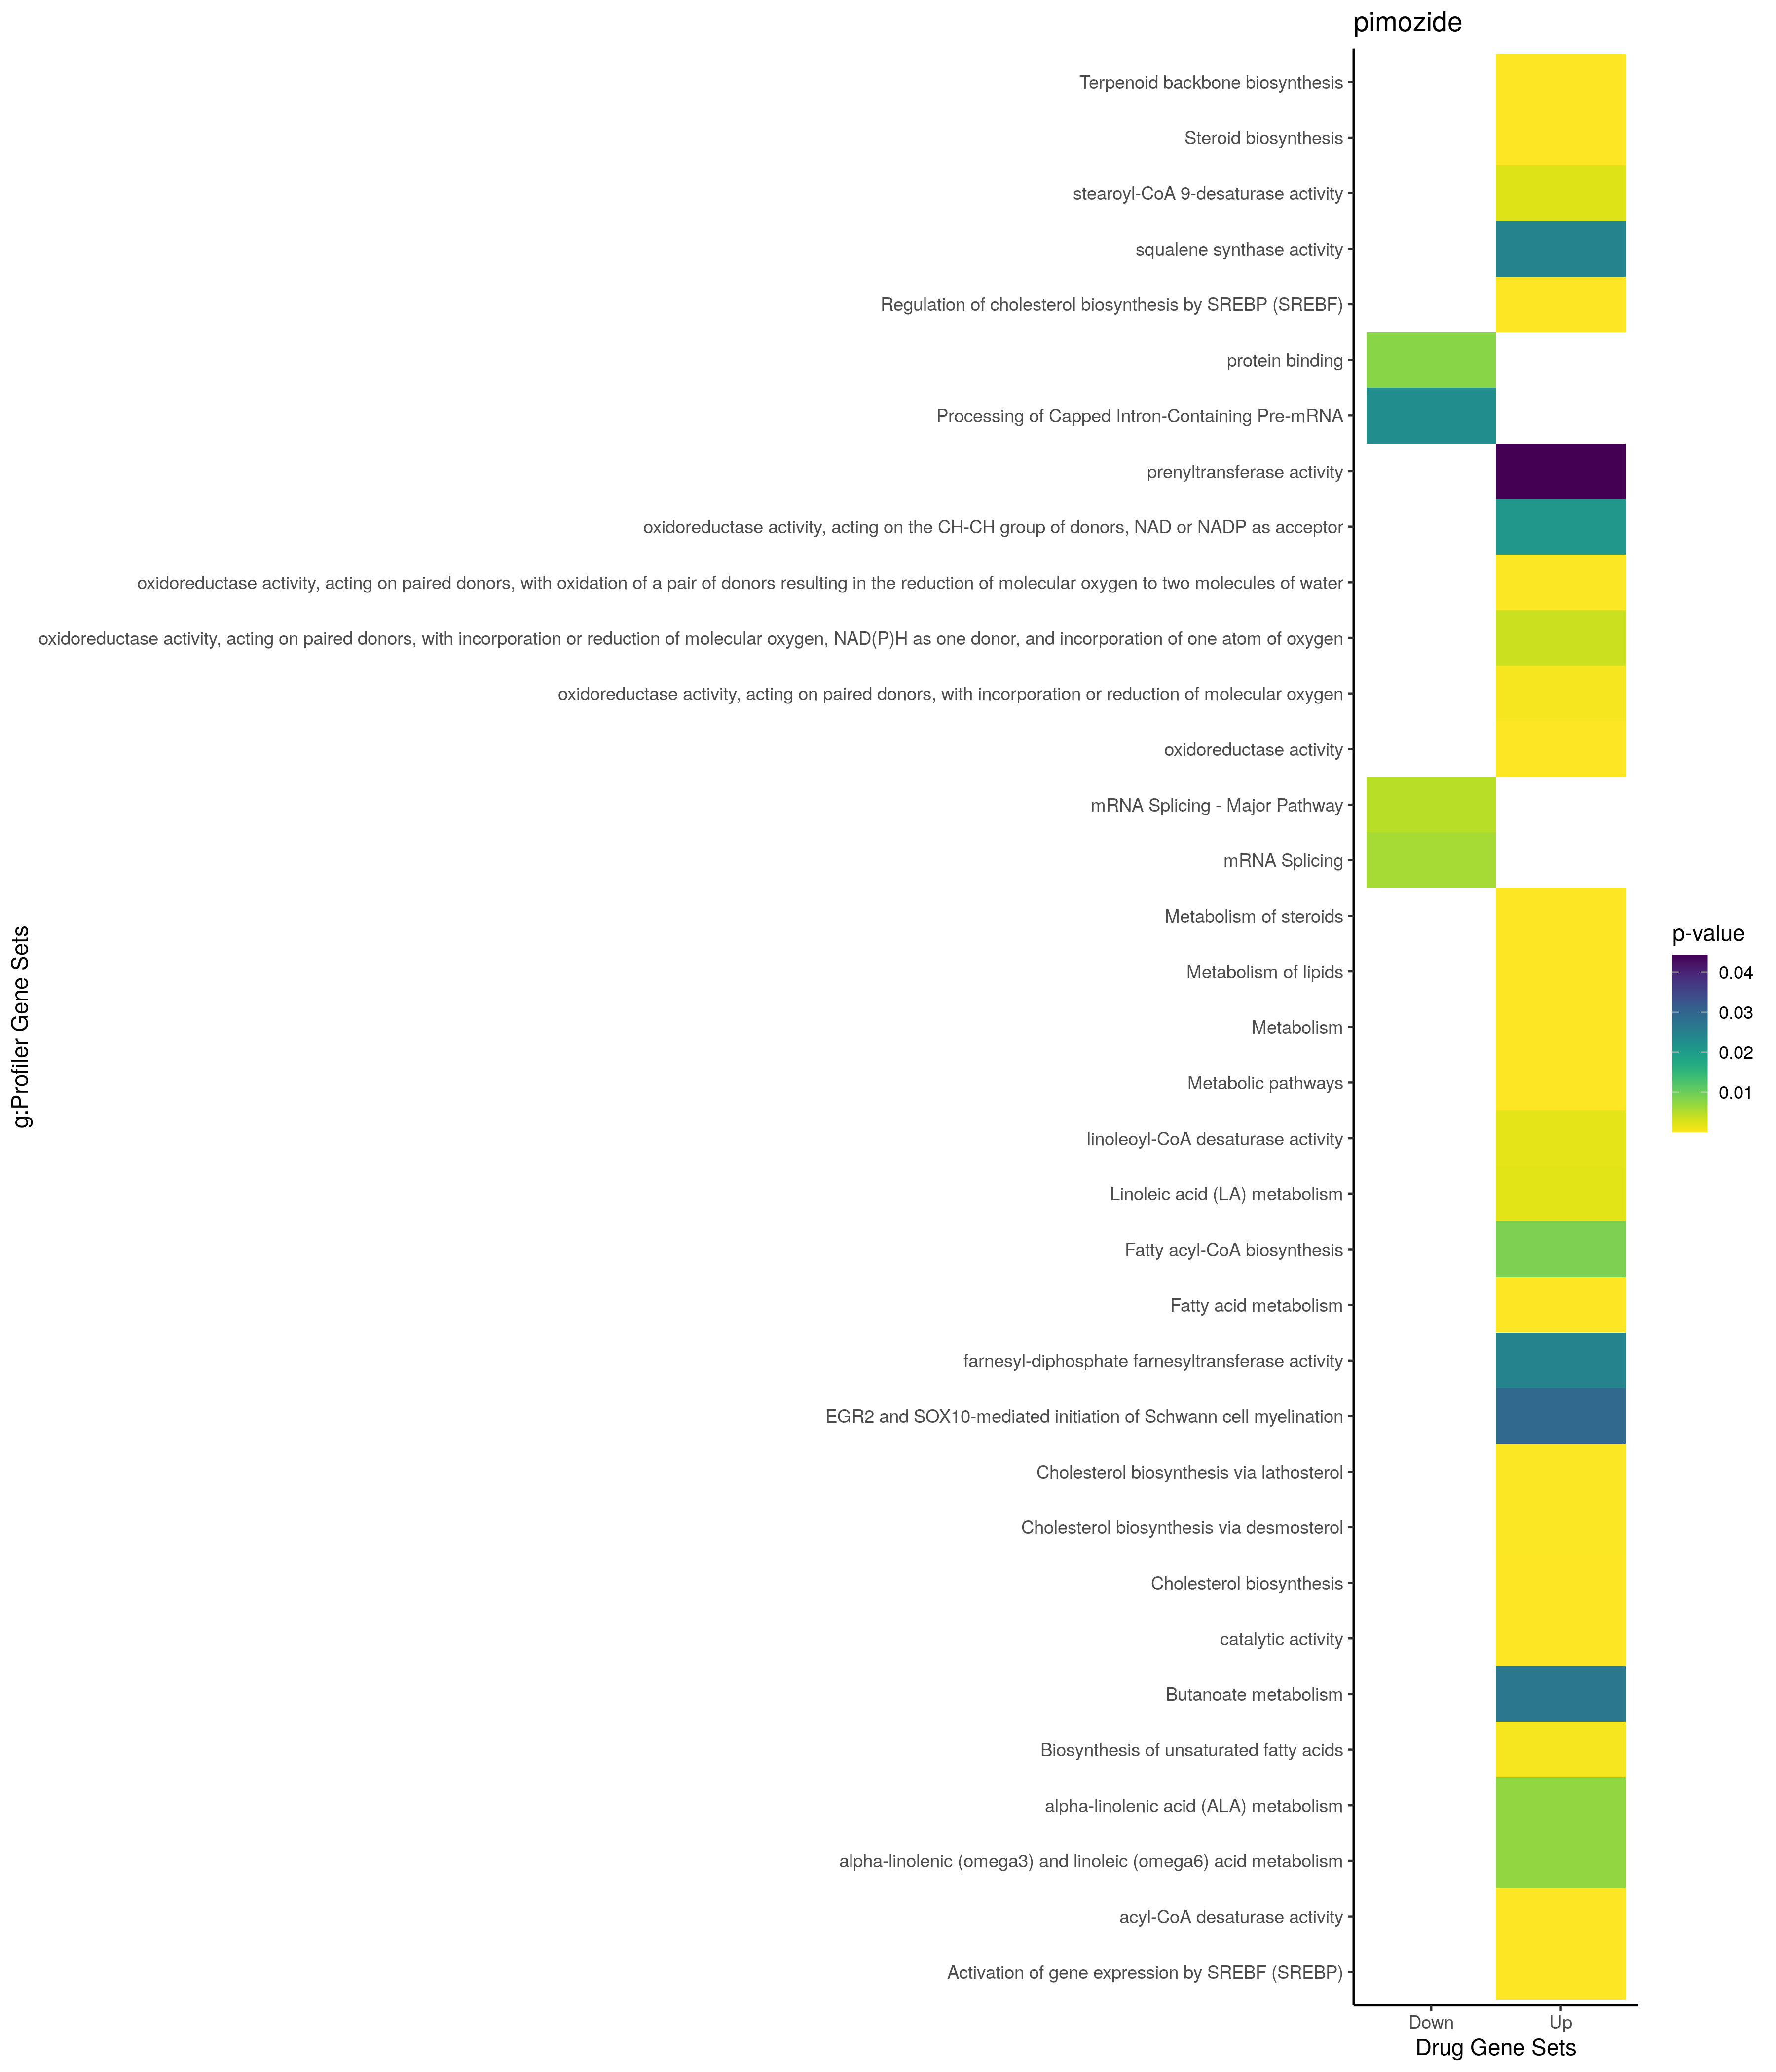 pimozide
Terpenoid backbone biosynthesis
Steroid biosynthesis
stearoyl-CoA 9-desaturase activity
squalene synthase activity
Regulation of cholesterol biosynthesis by SREBP (SREBF)
protein binding
Processing of Capped Intron-Containing Pre-mRNA
prenyltransferase activity
oxidoreductase activity, acting on the CH-CH group of donors, NAD or NADP as acceptor
oxidoreductase activity, acting on paired donors, with oxidation of a pair of donors resulting in the reduction of molecular oxygen to two molecules of water
oxidoreductase activity, acting on paired donors, with incorporation or reduction of molecular oxygen, NAD(P)H as one donor, and incorporation of one atom of oxygen
oxidoreductase activity, acting on paired donors, with incorporation or reduction of molecular oxygen
oxidoreductase activity
mRNA Splicing - Major Pathway
mRNA Splicing
Metabolism of steroids
Metabolism of lipids
Metabolism
Metabolic pathways
linoleoyl-CoA desaturase activity
Linoleic acid (LA) metabolism
Fatty acyl-CoA biosynthesis
Fatty acid metabolism
farnesyl-diphosphate farnesyltransferase activity
EGR2 and SOX10-mediated initiation of Schwann cell myelination
Cholesterol biosynthesis via lathosterol
Cholesterol biosynthesis via desmosterol
Cholesterol biosynthesis
catalytic activity
Butanoate metabolism
Biosynthesis of unsaturated fatty acids
alpha-linolenic acid (ALA) metabolism
alpha-linolenic (omega3) and linoleic (omega6) acid metabolism
acyl-CoA desaturase activity
Activation of gene expression by SREBF (SREBP)
g:Profiler Gene Sets
Down
Up
Drug Gene Sets
p-value
0.04
0.03
0.02
0.01